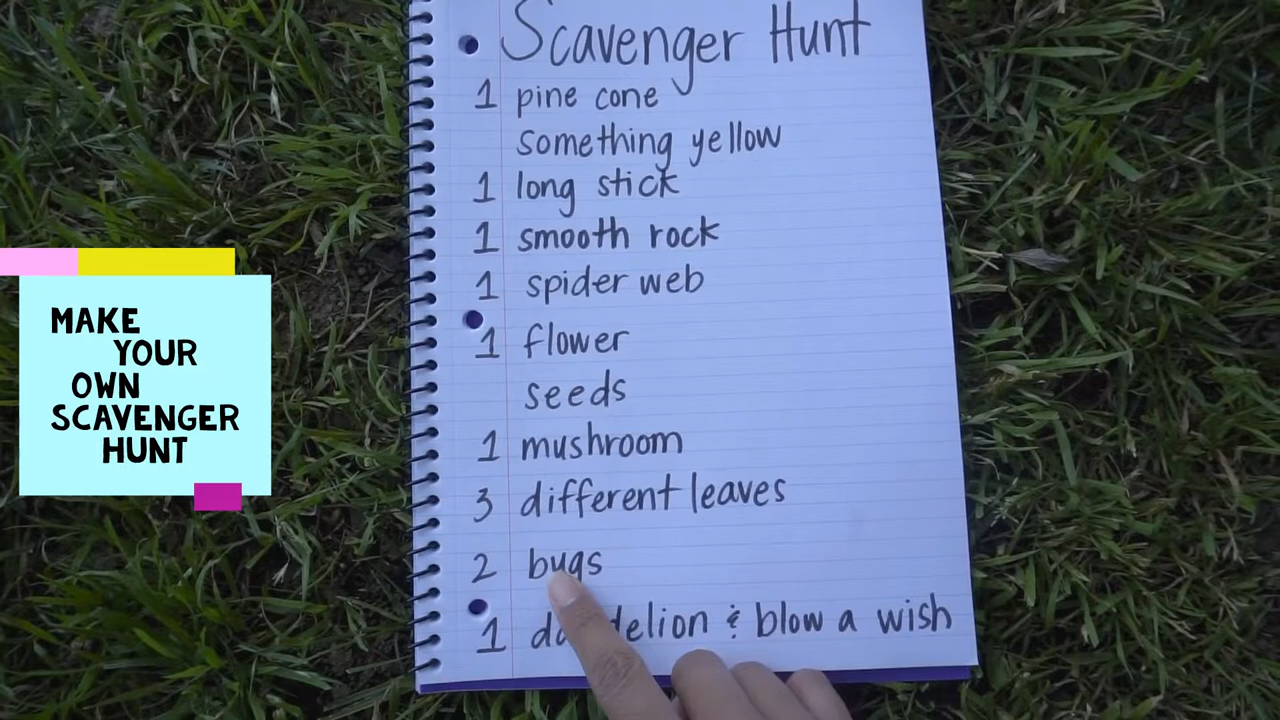 Scavenger Hunt
1 pine cone
something yellow
1 long stick
1 smooth rock
1 spider web
1 flower
seeds
1 mushroom
3 different leaves
2 bugs
1 dandelion & blow a wish
MAKE
YOUR
OWN
SCAVENGER
HUNT